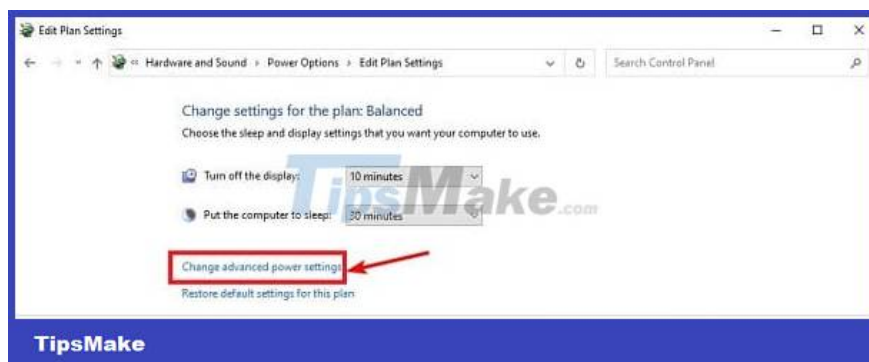 Edit Plan Settings
Hardware and Sound › Power Options › Edit Plan Settings
Search Control Panel
Change settings for the plan: Balanced
Choose the sleep and display settings that you want your computer to use.
Turn off the display: 10 minutes
Put the computer to sleep: 30 minutes
TipsMake.com
Change advanced power settings
Restore default settings for this plan
TipsMake